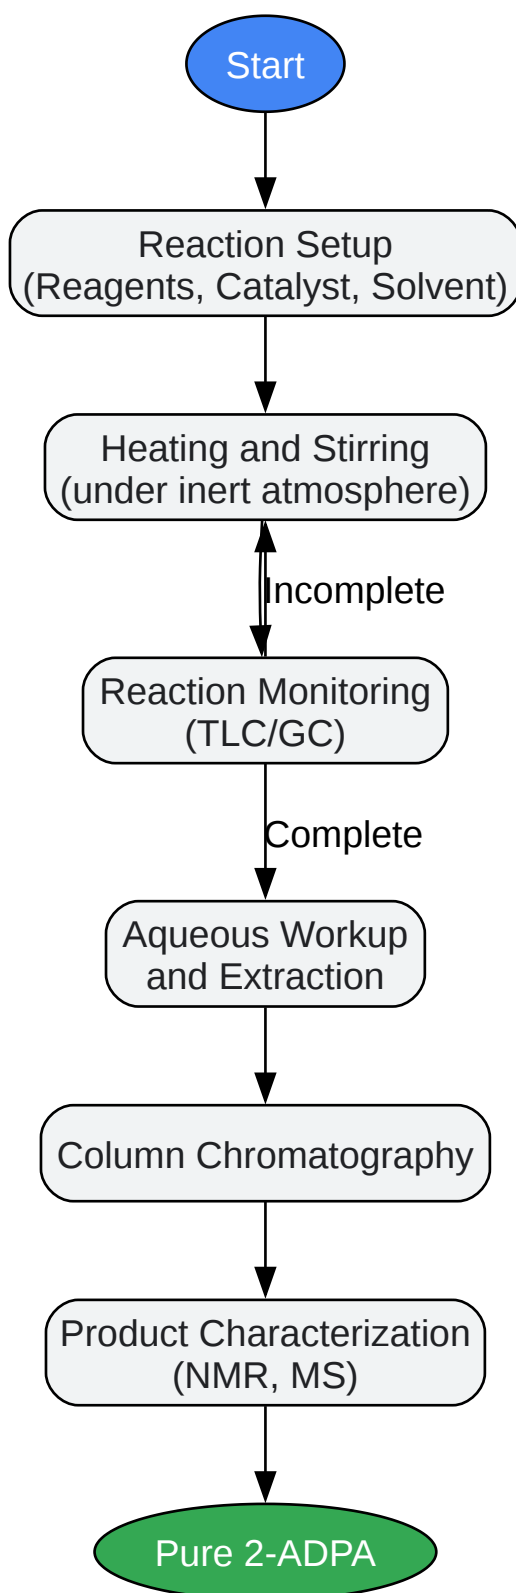 Start
Reaction Setup
(Reagents, Catalyst, Solvent)
Heating and Stirring
(under inert atmosphere)
Incomplete
Reaction Monitoring
(TLC/GC)
Complete
Aqueous Workup
and Extraction
Column Chromatography
Product Characterization
(NMR, MS)
Pure 2-ADPA